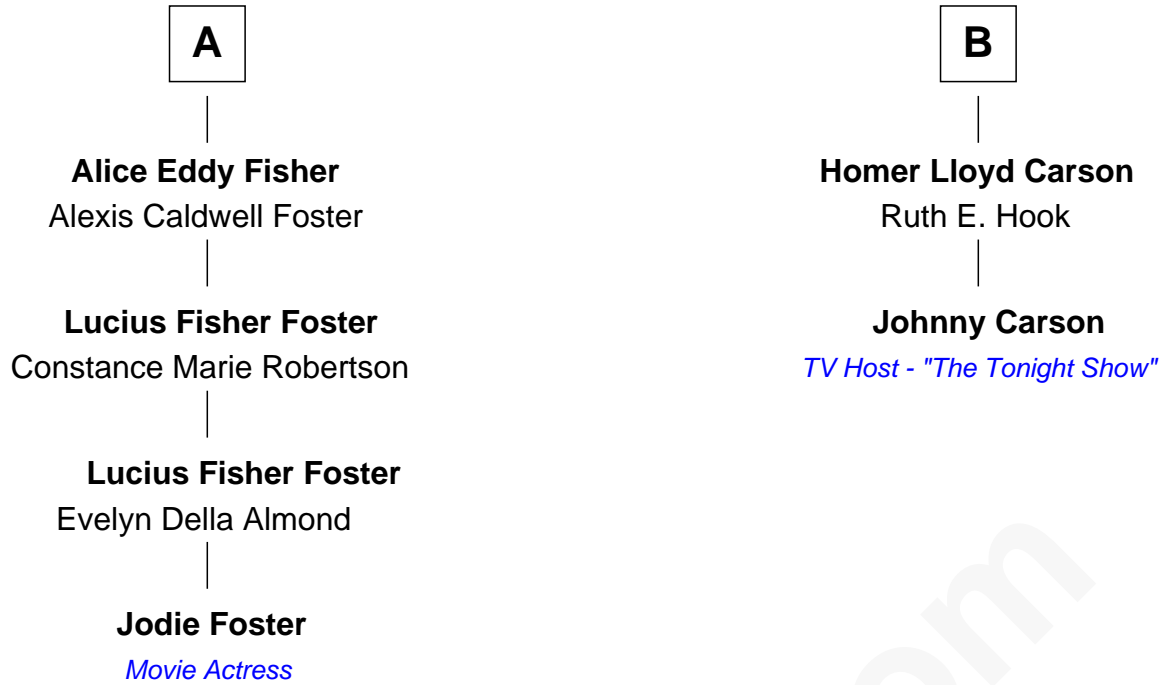 A
Alice Eddy Fisher
Alexis Caldwell Foster
Lucius Fisher Foster
Constance Marie Robertson
Lucius Fisher Foster
Evelyn Della Almond
Jodie Foster
Movie Actress
B
Homer Lloyd Carson
Ruth E. Hook
Johnny Carson
TV Host - "The Tonight Show"
om